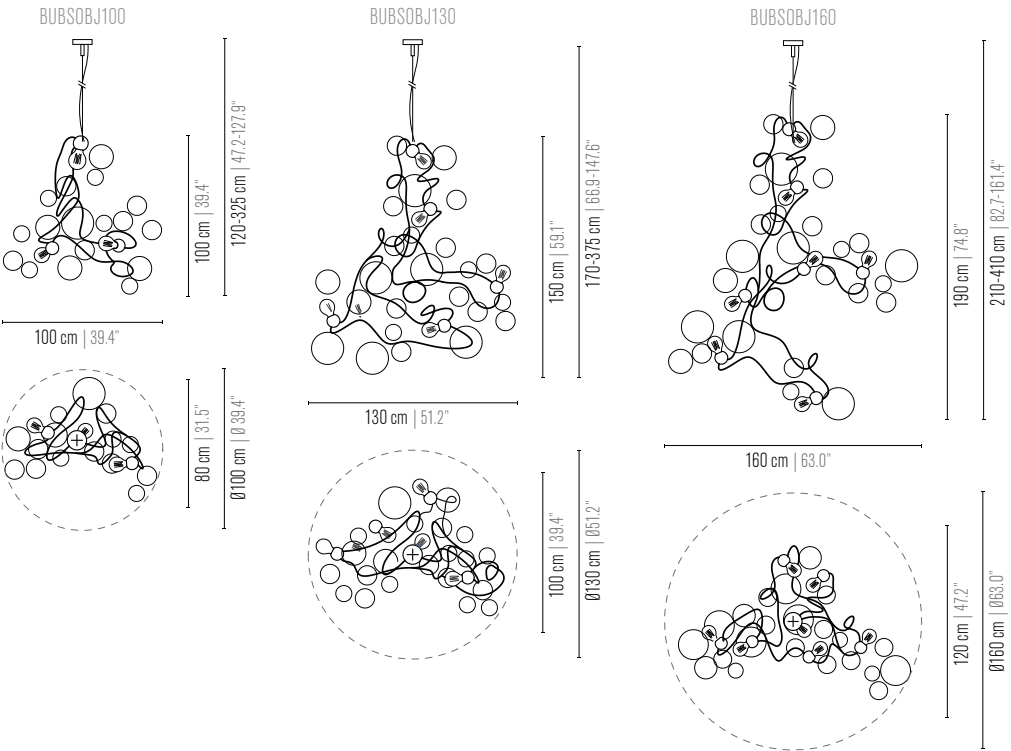 BUBSOBJ100
100 cm | 39.4"
120-325 cm | 47.2-127.9"
100 cm | 39.4"
80 cm | 31.5"
Ø100 cm | Ø 39.4"
BUBSOBJ130
150 cm | 59.1"
170-375 cm | 66.9-147.6"
130 cm | 51.2"
100 cm | 39.4"
Ø130 cm | Ø51.2"
BUBSOBJ160
190 cm | 74.8"
210-410 cm | 82.7-161.4"
160 cm | 63.0"
120 cm | 47.2"
Ø160 cm | Ø63.0"